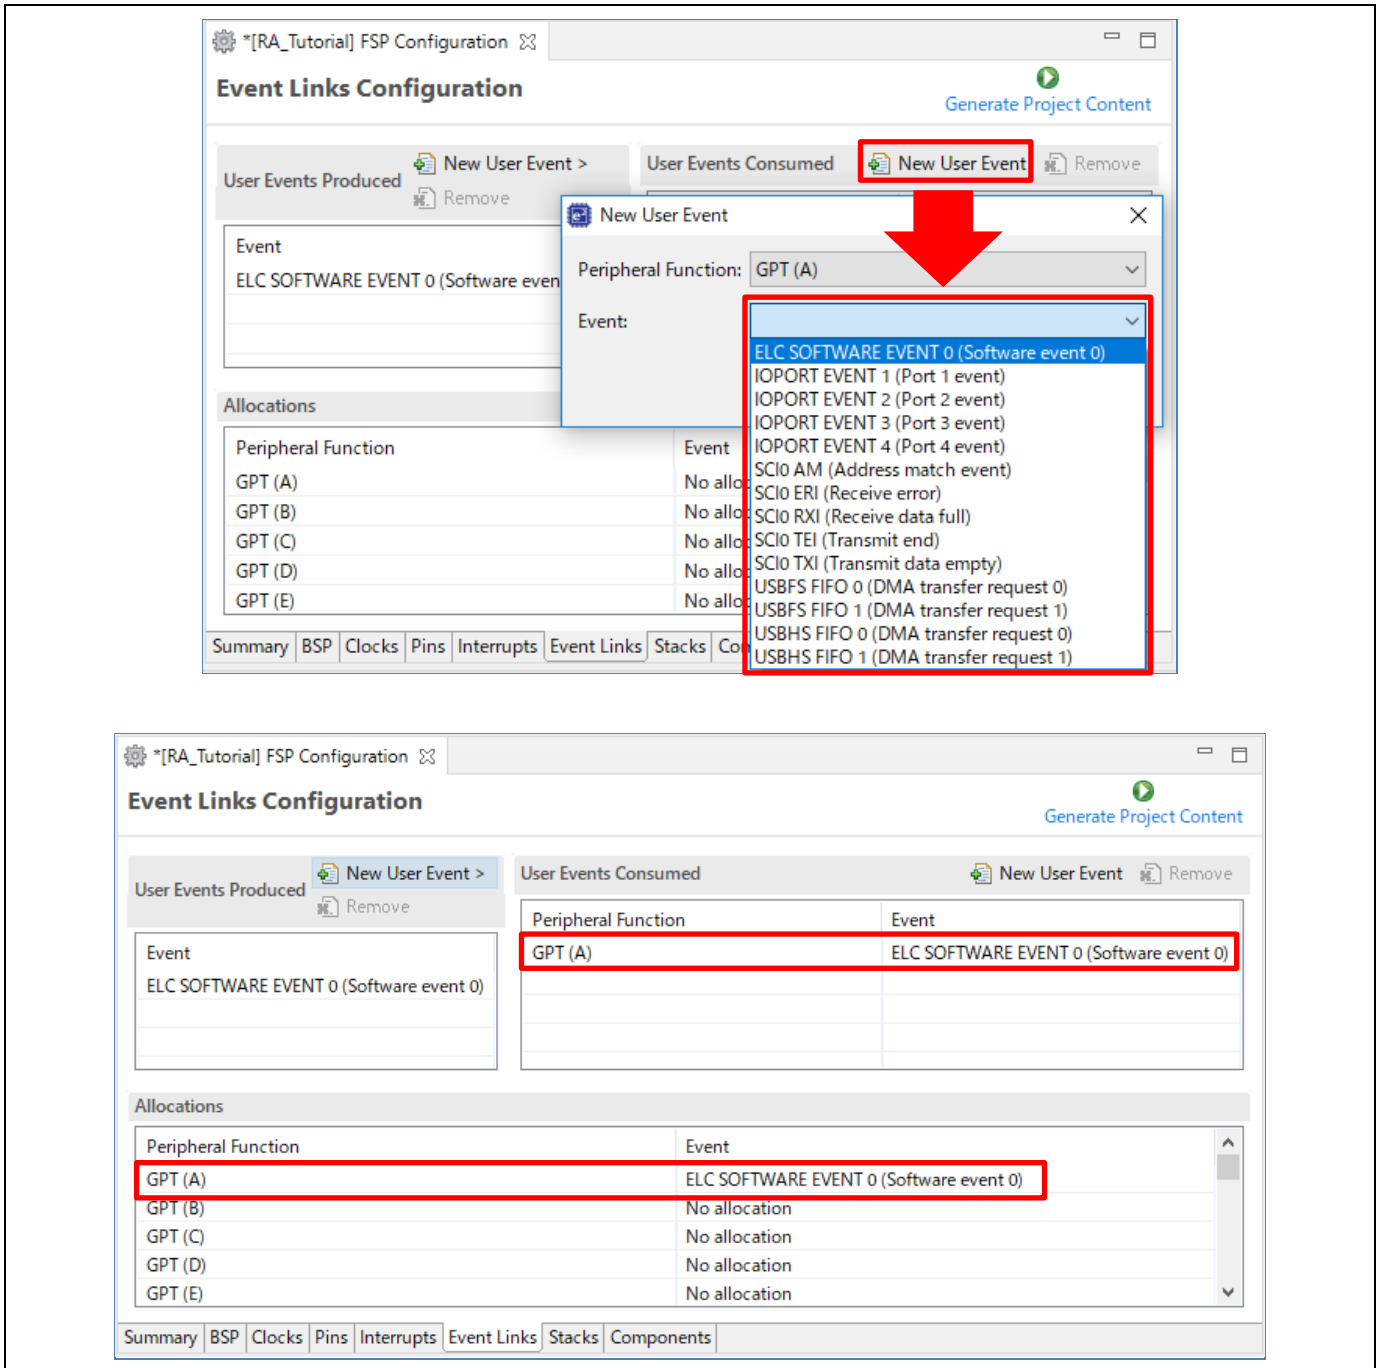 *[RA_Tutorial] FSP Configuration
Event Links Configuration
Generate Project Content
User Events Produced
New User Event >
Remove
User Events Consumed
New User Event
Remove
Event
ELC SOFTWARE EVENT 0 (Software even
New User Event
Peripheral Function: GPT (A)
Event:
ELC SOFTWARE EVENT 0 (Software event 0)
IOPORT EVENT 1 (Port 1 event)
IOPORT EVENT 2 (Port 2 event)
IOPORT EVENT 3 (Port 3 event)
IOPORT EVENT 4 (Port 4 event)
SCI0 AM (Address match event)
SCI0 ERI (Receive error)
SCI0 RXI (Receive data full)
SCI0 TEI (Transmit end)
SCI0 TXI (Transmit data empty)
USBFS FIFO 0 (DMA transfer request 0)
USBFS FIFO 1 (DMA transfer request 1)
USBHS FIFO 0 (DMA transfer request 0)
USBHS FIFO 1 (DMA transfer request 1)
Allocations
Peripheral Function Event
GPT (A) No alloc
GPT (B) No alloc
GPT (C) No alloc
GPT (D) No alloc
GPT (E) No alloc
Summary BSP Clocks Pins Interrupts Event Links Stacks Co
*[RA_Tutorial] FSP Configuration
Event Links Configuration
Generate Project Content
User Events Produced
New User Event >
Remove
Event
ELC SOFTWARE EVENT 0 (Software event 0)
User Events Consumed
New User Event
Remove
Peripheral Function Event
GPT (A) ELC SOFTWARE EVENT 0 (Software event 0)
Allocations
Peripheral Function Event
GPT (A) ELC SOFTWARE EVENT 0 (Software event 0)
GPT (B) No allocation
GPT (C) No allocation
GPT (D) No allocation
GPT (E) No allocation
Summary BSP Clocks Pins Interrupts Event Links Stacks Components